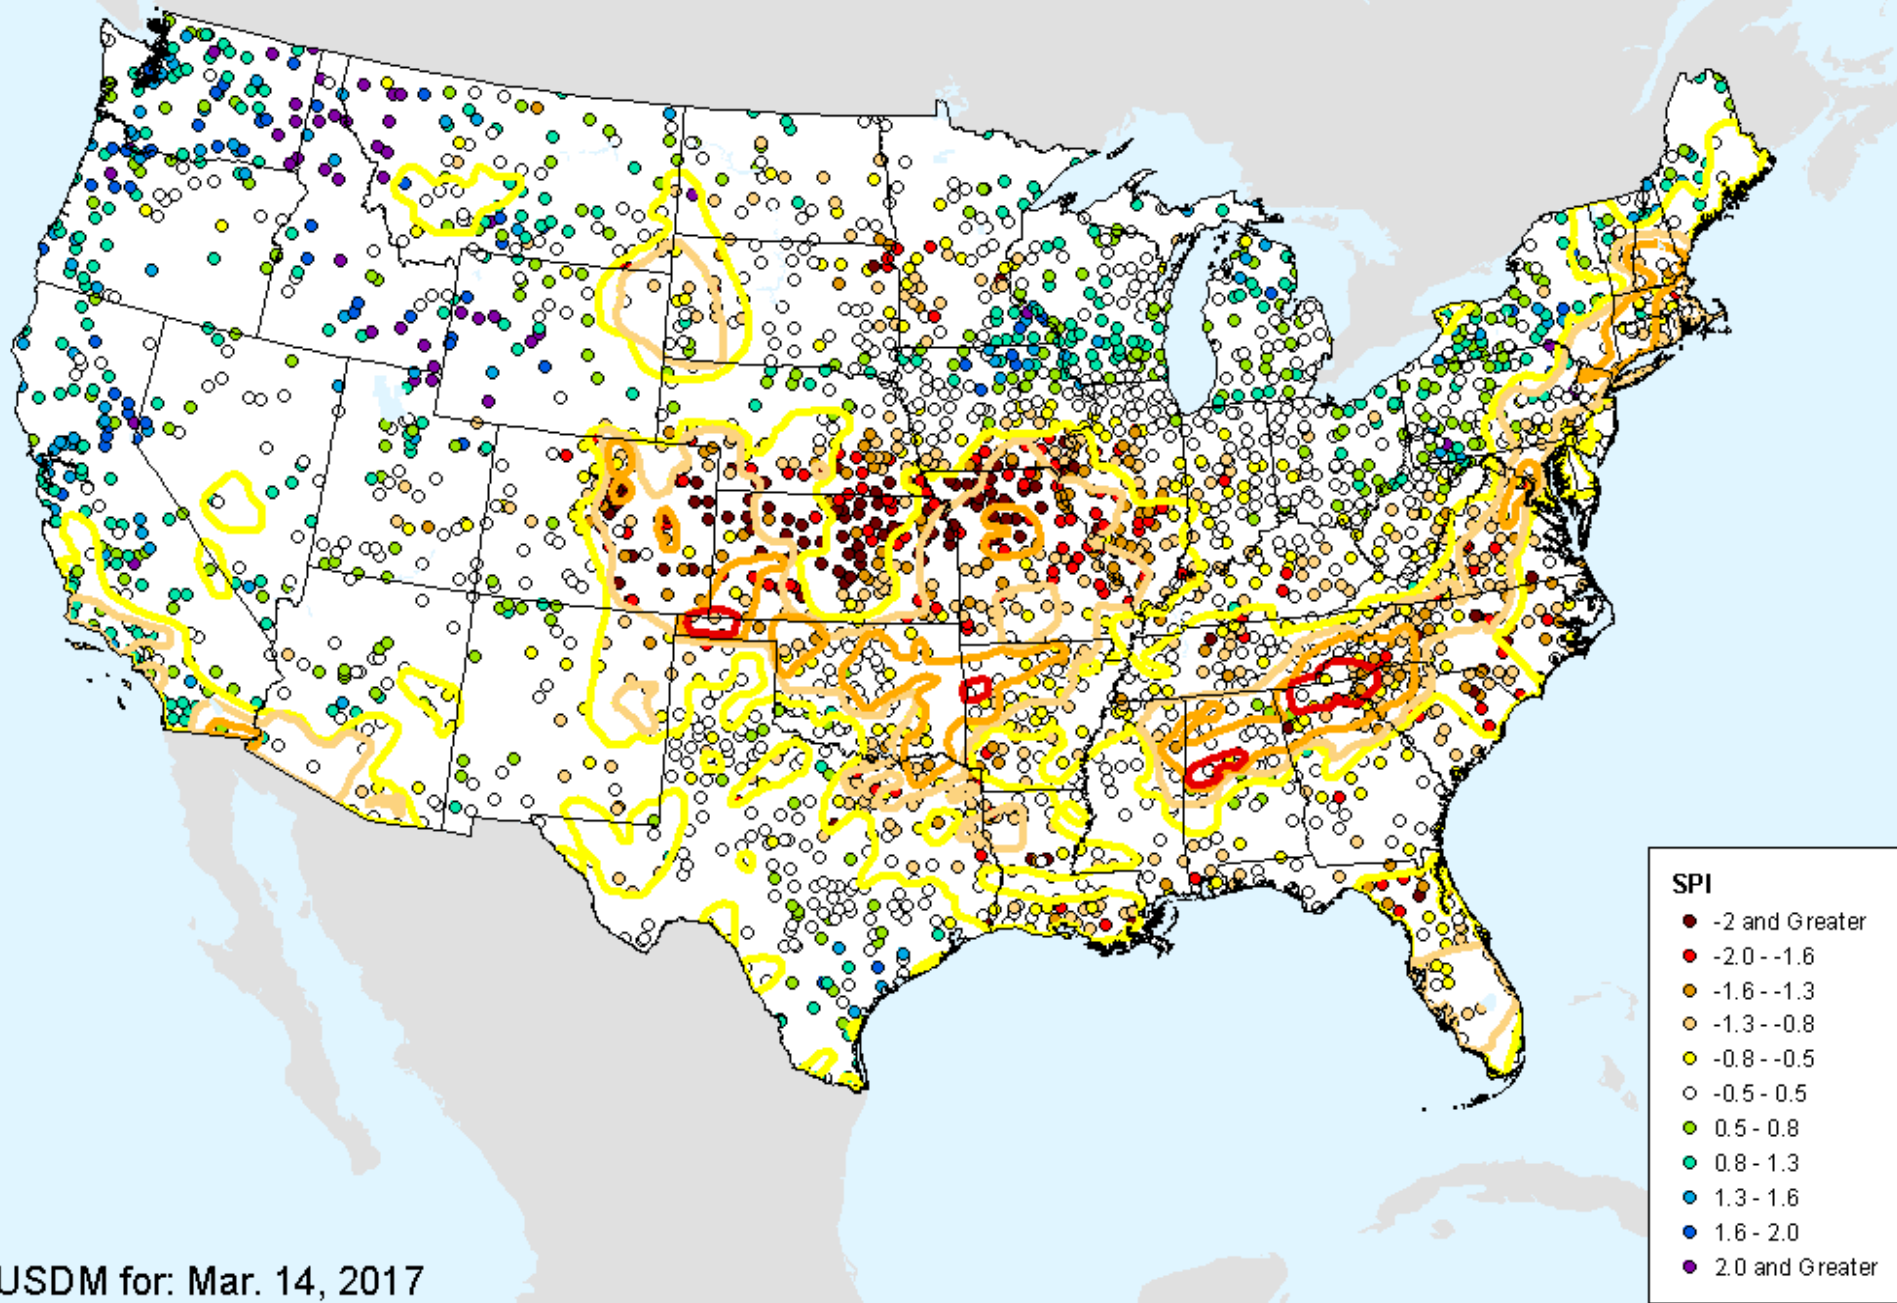 SPI
-2 and Greater
-2.0 - -1.6
-1.6 - -1.3
-1.3 - -0.8
-0.8 - -0.5
-0.5 - 0.5
0.5 - 0.8
0.8 - 1.3
1.3 - 1.6
1.6 - 2.0
2.0 and Greater
USDM for: Mar. 14, 2017